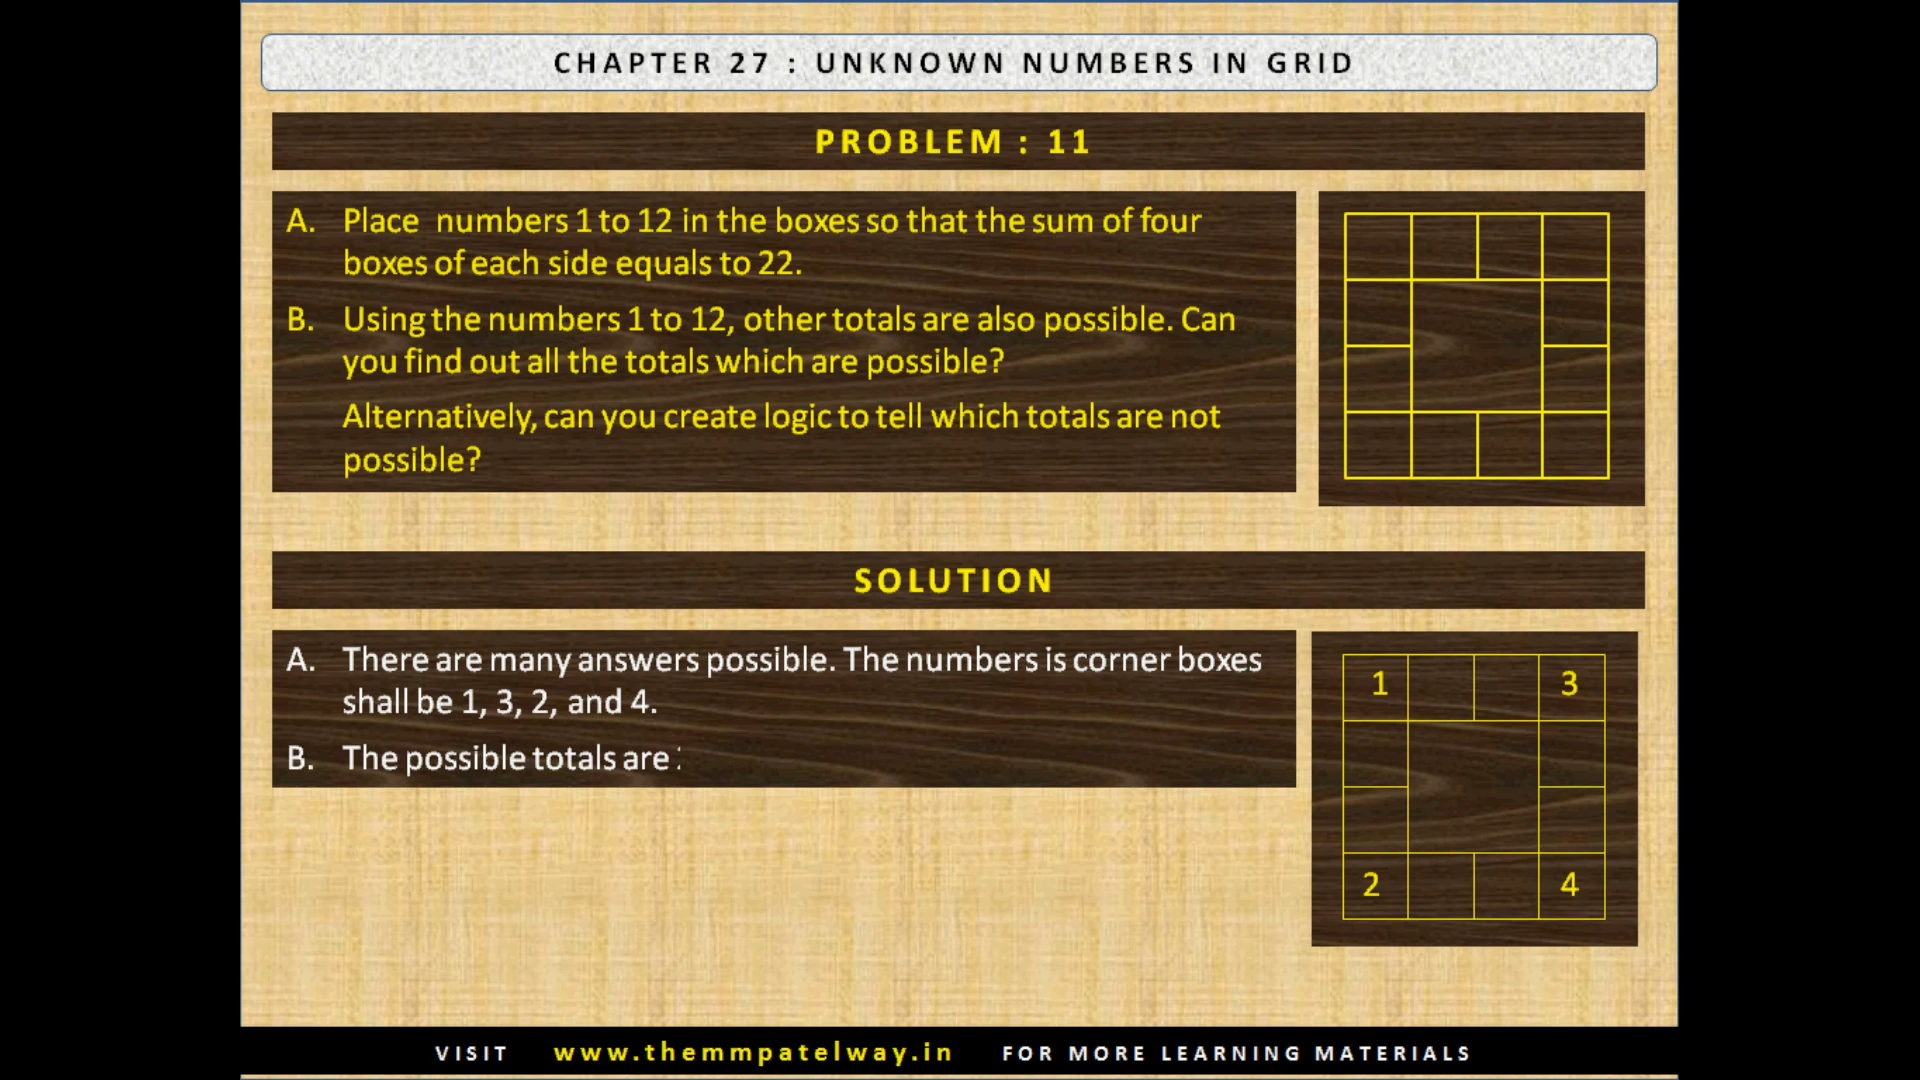 CHAPTER 27 : UNKNOWN NUMBERS IN GRID
PROBLEM : 11
A. Place numbers 1 to 12 in the boxes so that the sum of four
boxes of each side equals to 22.
B. Using the numbers 1 to 12, other totals are also possible. Can
you find out all the totals which are possible?
Alternatively, can you create logic to tell which totals are not
possible?
SOLUTION
A. There are many answers possible. The numbers is corner boxes
shall be 1, 3, 2, and 4.
B. The possible totals are
1 3
2 4
VISIT www.themmpatelway.in FOR MORE LEARNING MATERIALS